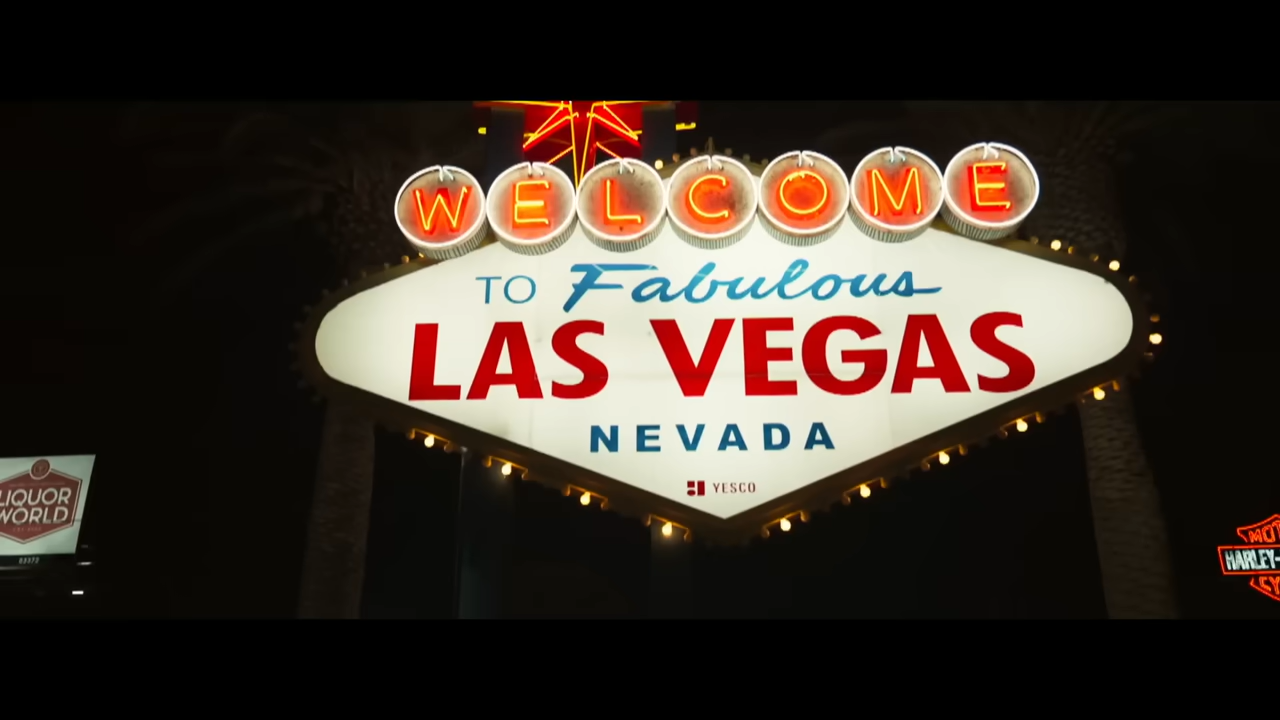 WELCOME
TO Fabulous
LAS VEGAS
NEVADA
YESCO
LIQUOR
WORLD
HARLEY-